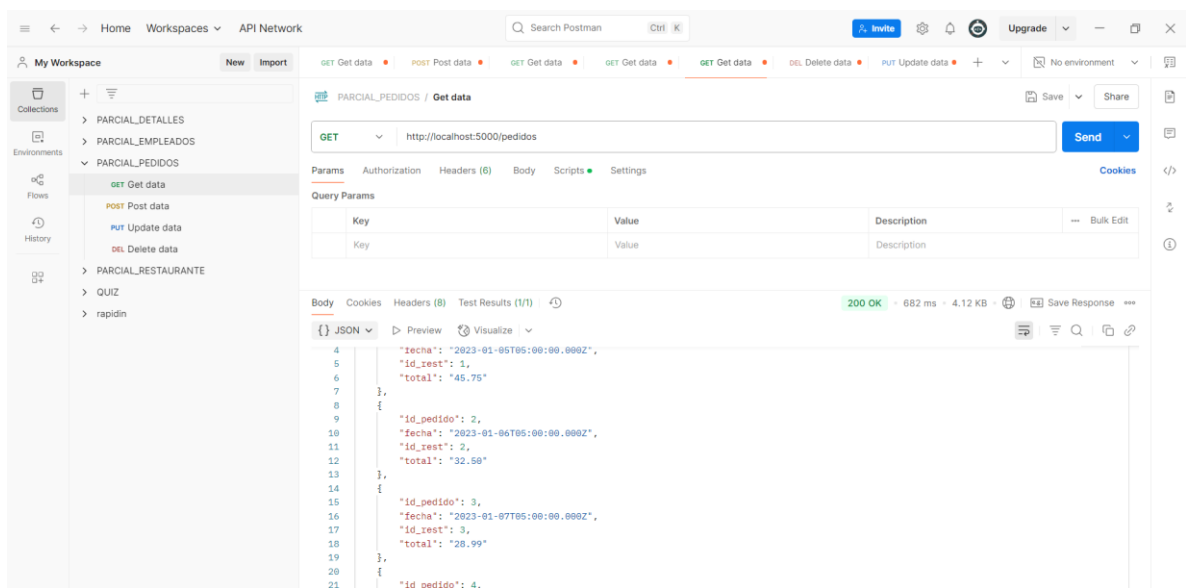 Home Workspaces API Network Search Postman Ctrl K Invite Upgrade
My Workspace New Import GET Get data POST Post data GET Get data GET Get data GET Get data DEL Delete data PUT Update data No environment
Collections
Environments
Flows
History
PARCIAL_DETALLES
PARCIAL_EMPLEADOS
PARCIAL_PEDIDOS
GET Get data
POST Post data
PUT Update data
DEL Delete data
PARCIAL_RESTAURANTE
QUIZ
rapidin
HTTP PARCIAL_PEDIDOS / Get data Save Share
GET http://localhost:5000/pedidos Send
Params Authorization Headers (6) Body Scripts Settings Cookies
Query Params
Key Value Description Bulk Edit
Key Value Description
Body Cookies Headers (8) Test Results (1/1) 200 OK 682 ms 4.12 KB Save Response
{} JSON Preview Visualize
4 "fecha": "2023-01-05T05:00:00.000Z",
5 "id_rest": 1,
6 "total": "45.75"
7 },
8 {
9 "id_pedido": 2,
10 "fecha": "2023-01-06T05:00:00.000Z",
11 "id_rest": 2,
12 "total": "32.50"
13 },
14 {
15 "id_pedido": 3,
16 "fecha": "2023-01-07T05:00:00.000Z",
17 "id_rest": 3,
18 "total": "28.99"
19 },
20 {
21 "id_pedido": 4,